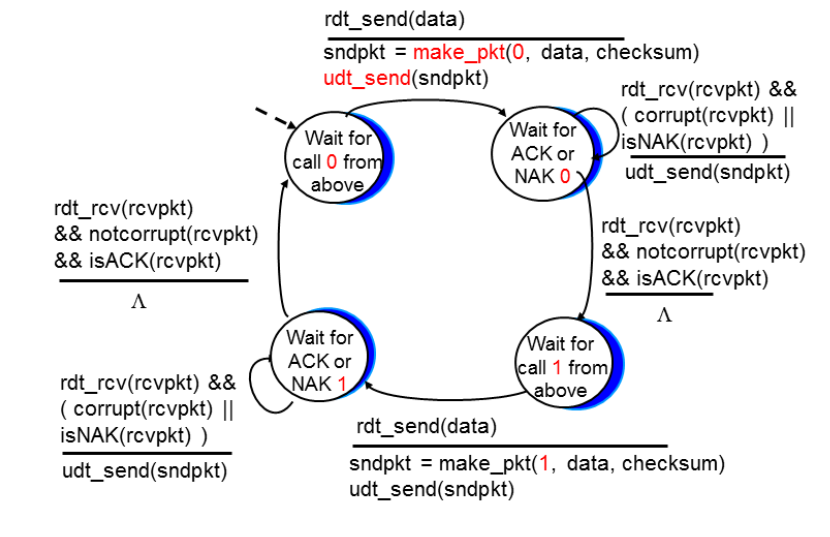 rdt_send(data)
sndpkt = make_pkt(0, data, checksum)
udt_send(sndpkt)
Wait for
call 0 from
above
Wait for
ACK or
NAK 0
rdt_rcv(rcvpkt) &&
( corrupt(rcvpkt) ||
isNAK(rcvpkt) )
udt_send(sndpkt)
rdt_rcv(rcvpkt)
&& notcorrupt(rcvpkt)
&& isACK(rcvpkt)
Λ
rdt_rcv(rcvpkt)
&& notcorrupt(rcvpkt)
&& isACK(rcvpkt)
Λ
Wait for
ACK or
NAK 1
Wait for
call 1 from
above
rdt_rcv(rcvpkt) &&
( corrupt(rcvpkt) ||
isNAK(rcvpkt) )
udt_send(sndpkt)
rdt_send(data)
sndpkt = make_pkt(1, data, checksum)
udt_send(sndpkt)